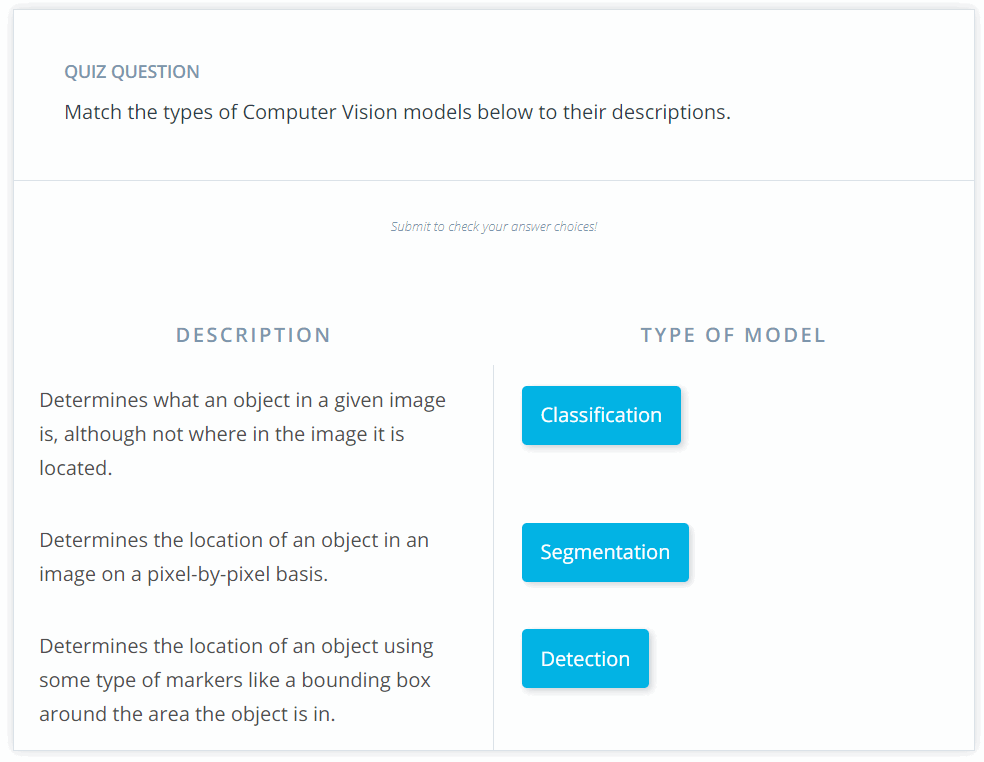 QUIZ QUESTION
Match the types of Computer Vision models below to their descriptions.
Submit to check your answer choices!
DESCRIPTION
TYPE OF MODEL
Determines what an object in a given image
is, although not where in the image it is
located.
Classification
Determines the location of an object in an
image on a pixel-by-pixel basis.
Segmentation
Determines the location of an object using
some type of markers like a bounding box
around the area the object is in.
Detection